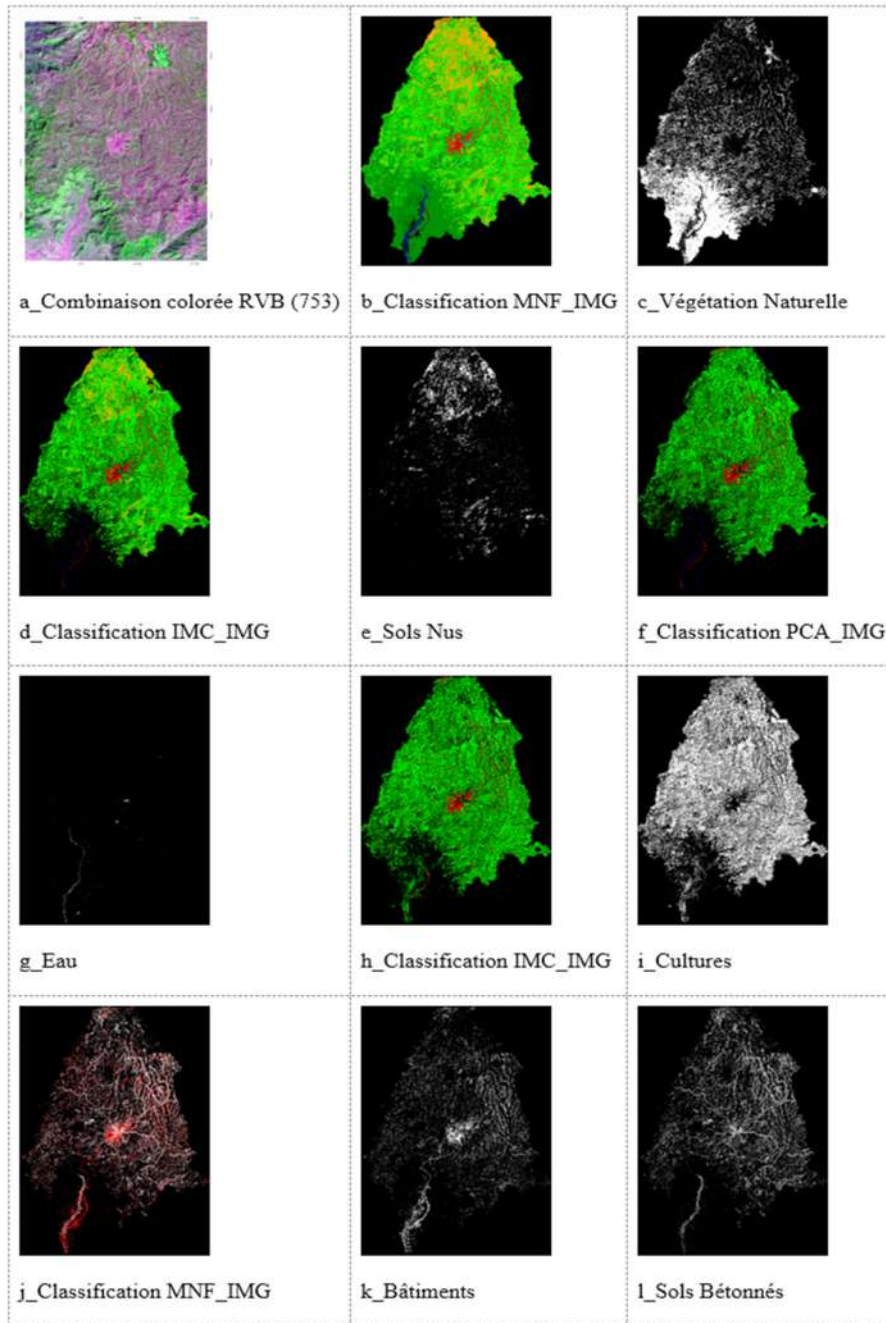 a_Combinaison colorée RVB (753)
b_Classification MNF_IMG
c_Végétation Naturelle
d_Classification IMC_IMG
e_Sols Nus
f_Classification PCA_IMG
g_Eau
h_Classification IMC_IMG
i_Cultures
j_Classification MNF_IMG
k_Bâtiments
l_Sols Bétonnés